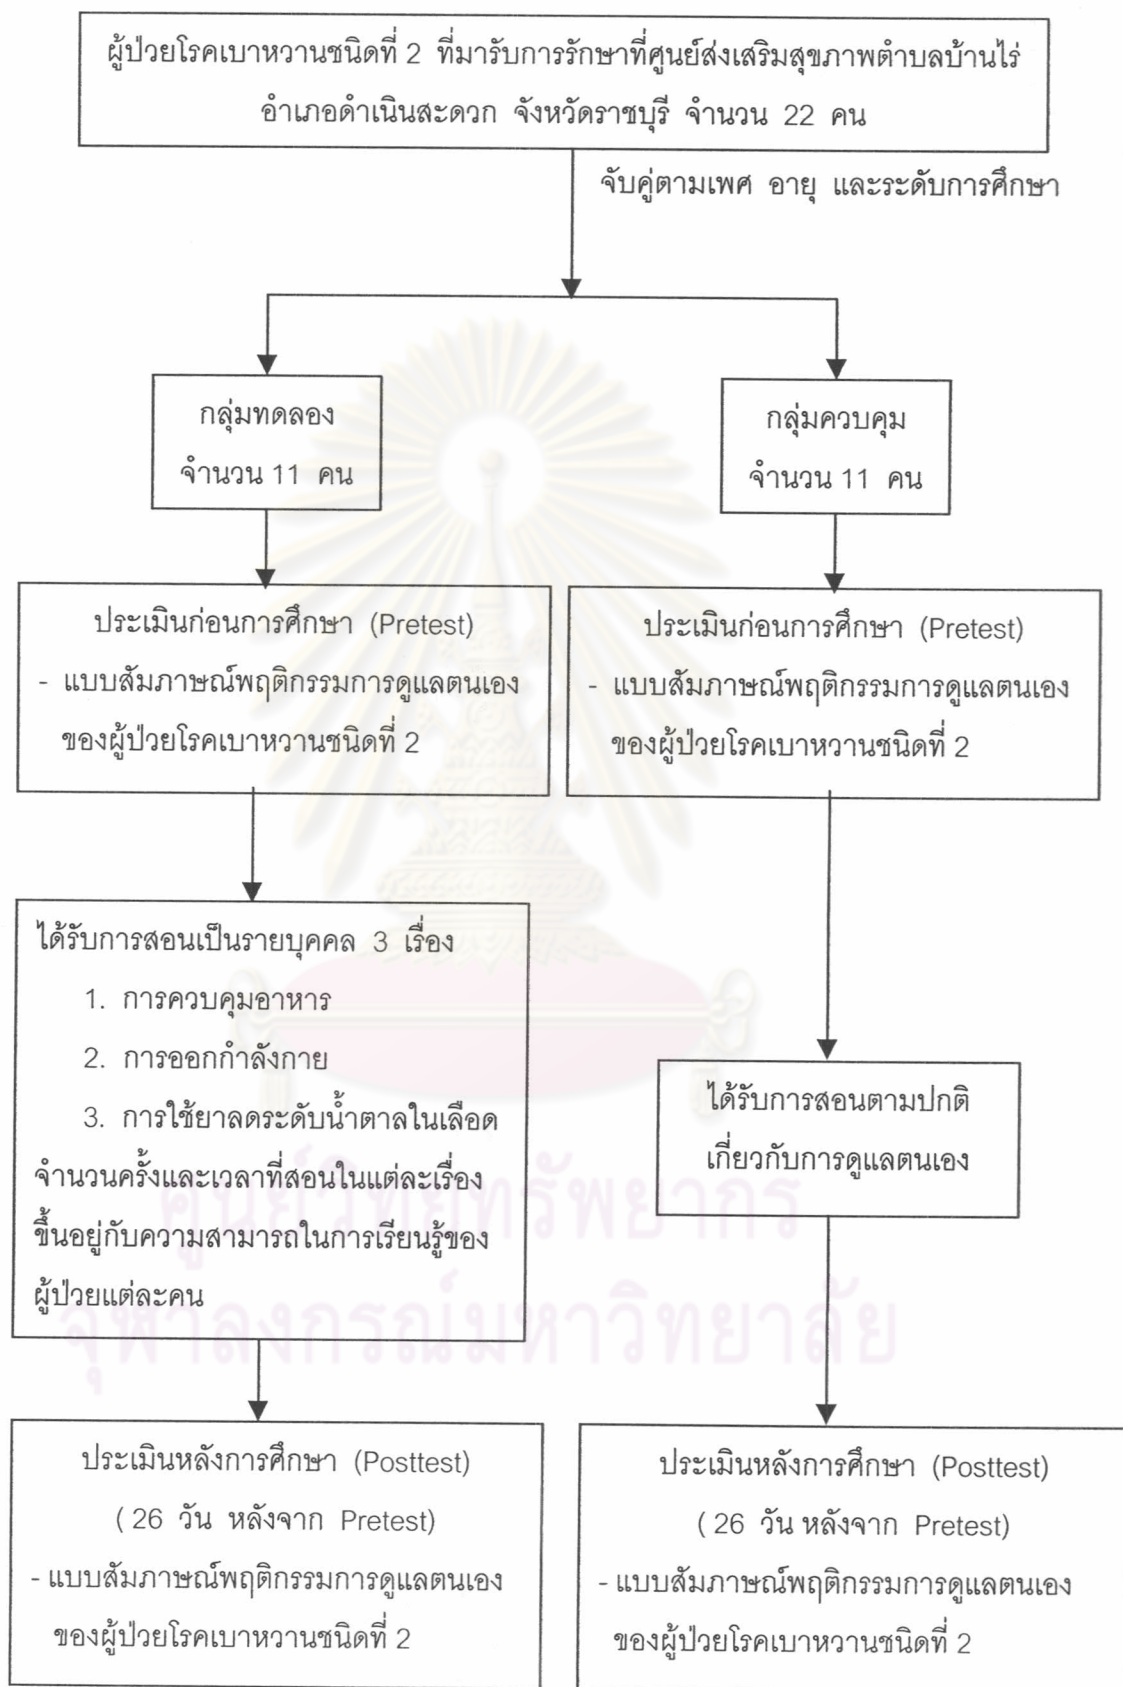 ผู้ป่วยโรคเบาหวานชนิดที่ 2 ที่มารับการรักษาที่ศูนย์ส่งเสริมสุขภาพตำบลบ้านไร่
อำเภอดำเนินสะดวก จังหวัดราชบุรี จำนวน 22 คน
จับคู่ตามเพศ อายุ และระดับการศึกษา
กลุ่มทดลอง
จำนวน 11 คน
กลุ่มควบคุม
จำนวน 11 คน
ประเมินก่อนการศึกษา (Pretest)
- แบบสัมภาษณ์พฤติกรรมการดูแลตนเอง
ของผู้ป่วยโรคเบาหวานชนิดที่ 2
ประเมินก่อนการศึกษา (Pretest)
- แบบสัมภาษณ์พฤติกรรมการดูแลตนเอง
ของผู้ป่วยโรคเบาหวานชนิดที่ 2
ได้รับการสอนเป็นรายบุคคล 3 เรื่อง
1. การควบคุมอาหาร
2. การออกกำลังกาย
3. การใช้ยาลดระดับน้ำตาลในเลือด
จำนวนครั้งและเวลาที่สอนในแต่ละเรื่อง
ขึ้นอยู่กับความสามารถในการเรียนรู้ของ
ผู้ป่วยแต่ละคน
ได้รับการสอนตามปกติ
เกี่ยวกับการดูแลตนเอง
ศูนย์วิทยทรัพยากร
จุฬาลงกรณ์มหาวิทยาลัย
ประเมินหลังการศึกษา (Posttest)
( 26 วัน หลังจาก Pretest)
- แบบสัมภาษณ์พฤติกรรมการดูแลตนเอง
ของผู้ป่วยโรคเบาหวานชนิดที่ 2
ประเมินหลังการศึกษา (Posttest)
( 26 วัน หลังจาก Pretest)
- แบบสัมภาษณ์พฤติกรรมการดูแลตนเอง
ของผู้ป่วยโรคเบาหวานชนิดที่ 2